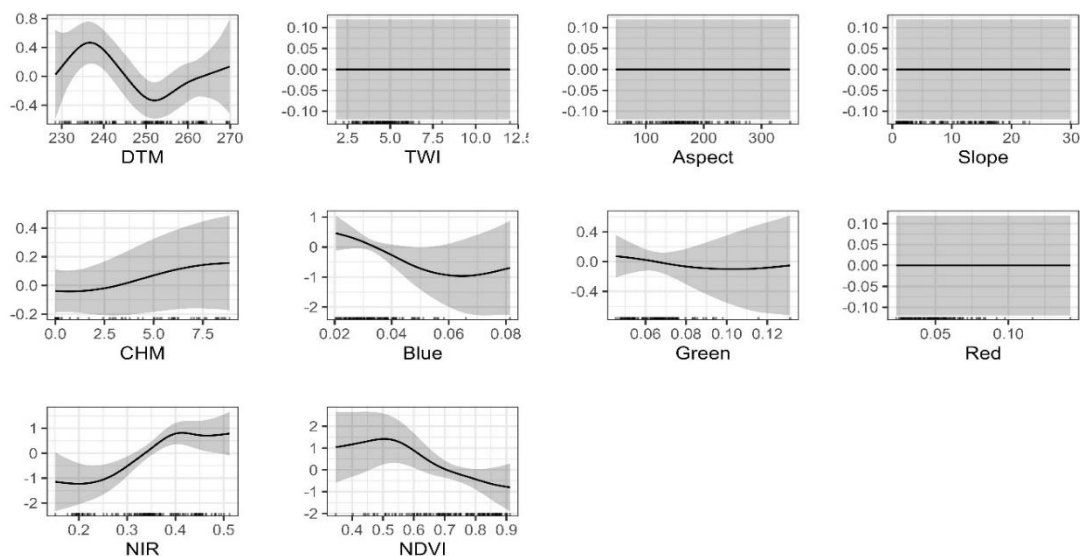 0.8
0.4
0.0
-0.4
230 240 250 260 270
DTM
0.10
0.05
0.00
-0.05
-0.10
2.5 5.0 7.5 10.0 12.5
TWI
0.10
0.05
0.00
-0.05
-0.10
100 200 300
Aspect
0.10
0.05
0.00
-0.05
-0.10
0 10 20 30
Slope
0.4
0.2
0.0
-0.2
0.0 2.5 5.0 7.5
CHM
1
0
-1
-2
0.02 0.04 0.06 0.08
Blue
0.4
0.0
-0.4
0.06 0.08 0.10 0.12
Green
0.10
0.05
0.00
-0.05
-0.10
0.05 0.10
Red
1
0
-1
-2
0.2 0.3 0.4 0.5
NIR
2
1
0
-1
-2
0.4 0.5 0.6 0.7 0.8 0.9
NDVI